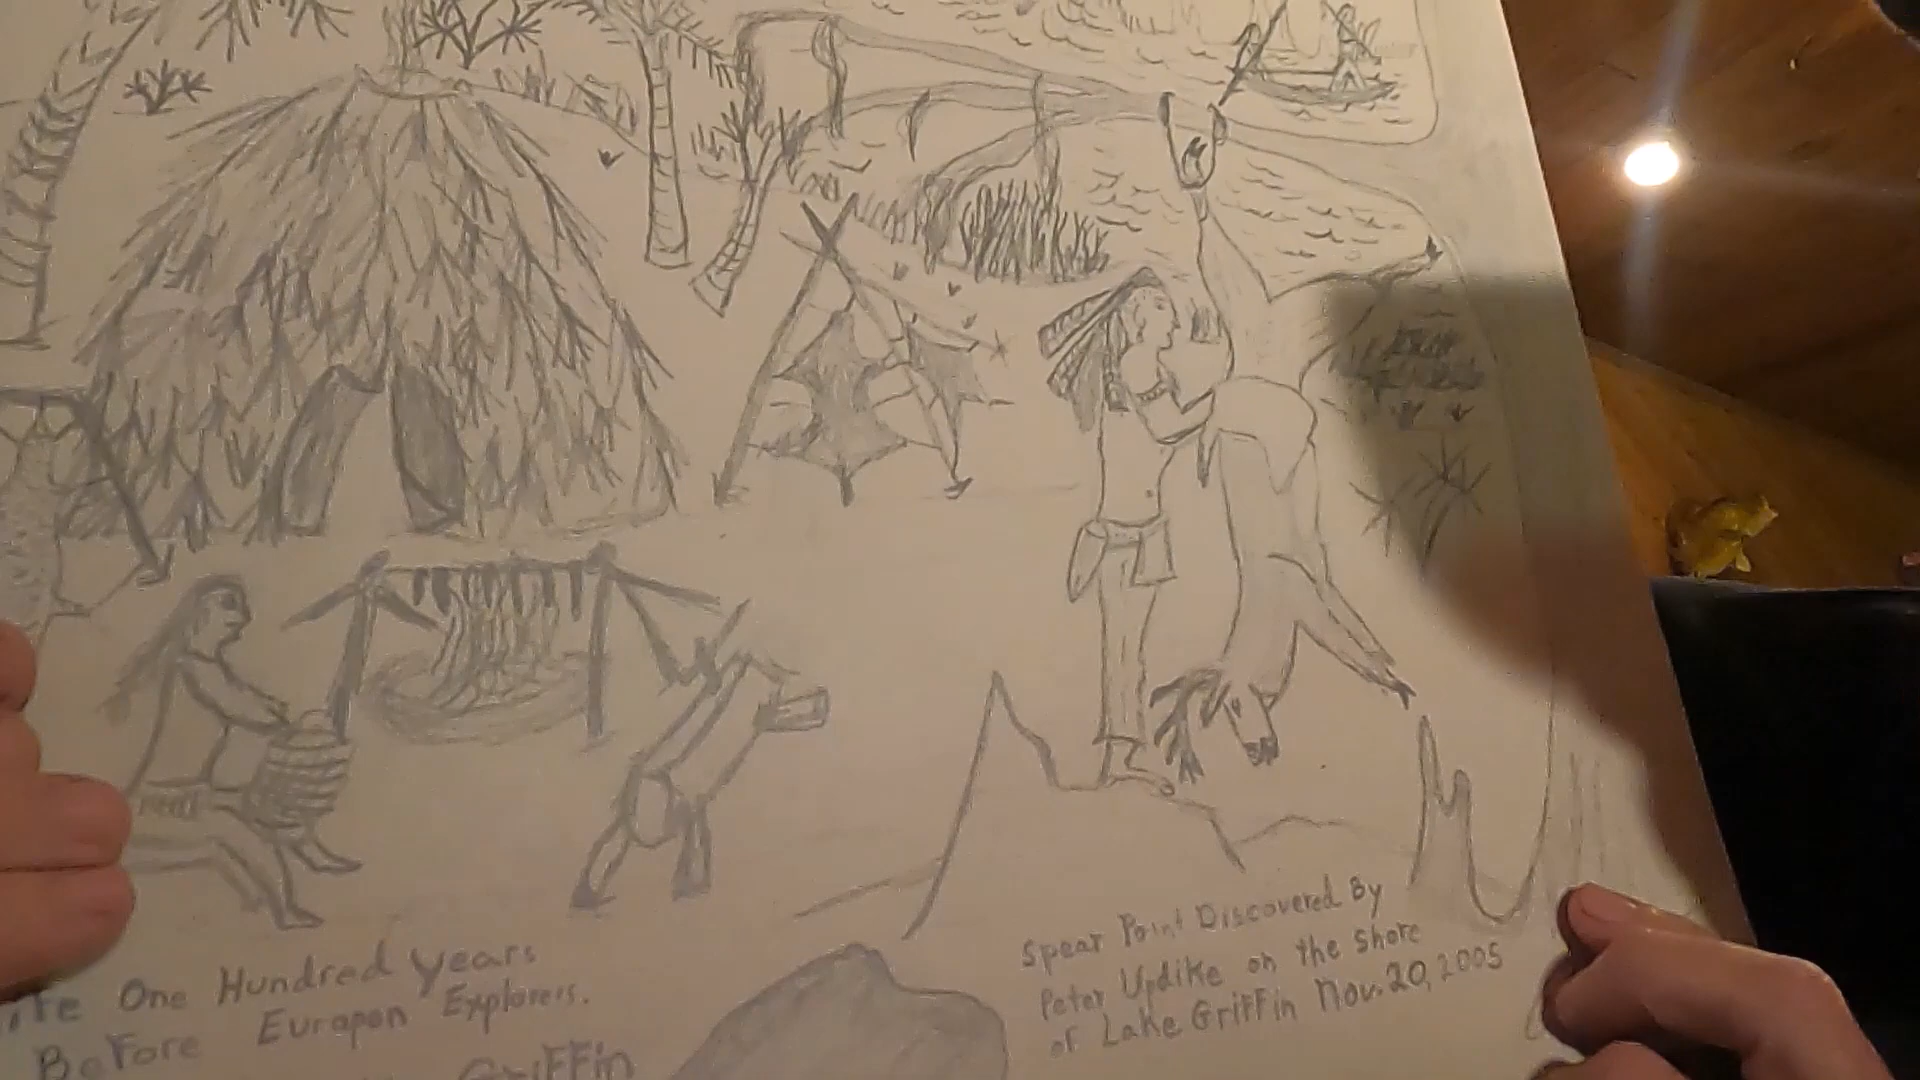 One Hundred Years
Before Europen Explorers.
Griffin
Spear Point Discovered By
Peter Updike on the Shore
of Lake Griffin Nov. 20, 2005